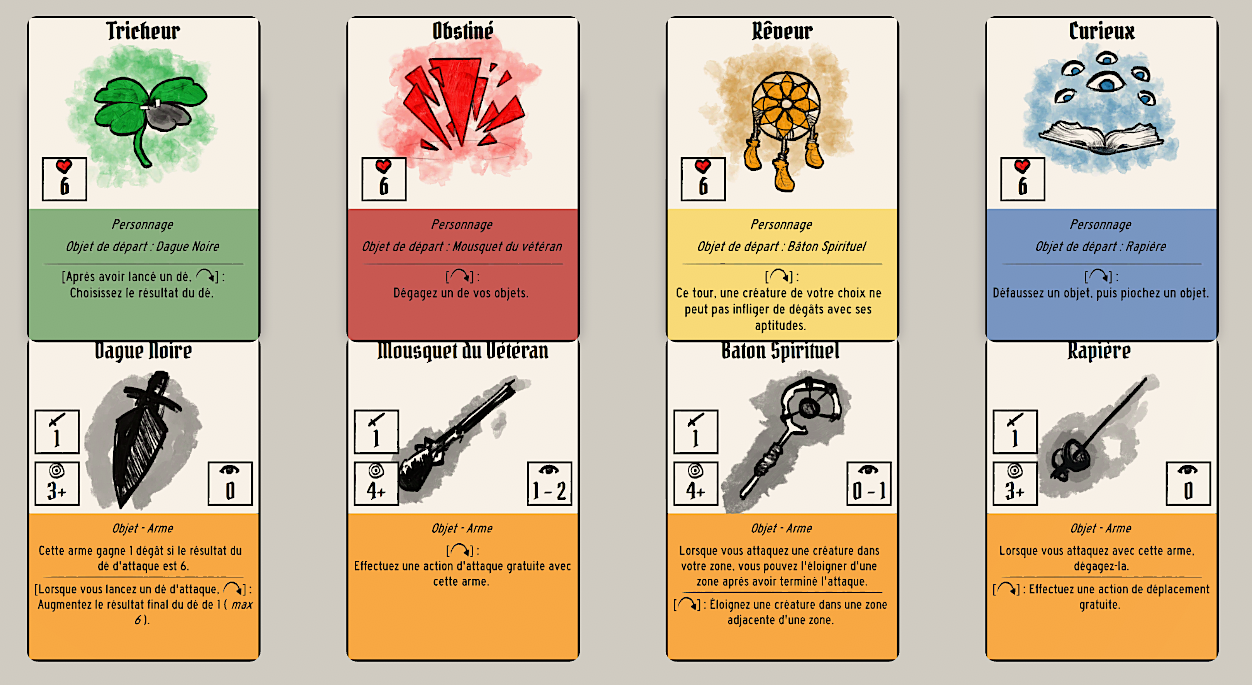 Tricheur
6
Personnage
Objet de départ : Dague Noire
[Après avoir lancé un dé, ] :
Choisissez le résultat du dé.
Obstiné
6
Personnage
Objet de départ : Mousquet du vétéran
[ ] :
Dégagez un de vos objets.
Rêveur
6
Personnage
Objet de départ : Bâton Spirituel
[ ] :
Ce tour, une créature de votre choix ne
peut pas infliger de dégâts avec ses
aptitudes.
Curieux
6
Personnage
Objet de départ : Rapière
[ ] :
Défaussez un objet, puis piochez un objet.
Dague Noire
1
3+
0
Objet - Arme
Cette arme gagne 1 dégât si le résultat du
dé d'attaque est 6.
[Lorsque vous lancez un dé d'attaque, ] :
Augmentez le résultat final du dé de 1 ( max
6 ).
Mousquet du Vétéran
1
4+
1 - 2
Objet - Arme
[ ] :
Effectuez une action d'attaque gratuite avec
cette arme.
Bâton Spirituel
1
4+
0 - 1
Objet - Arme
Lorsque vous attaquez une créature dans
votre zone, vous pouvez l'éloigner d'une
zone après avoir terminé l'attaque.
[ ] : Éloignez une créature dans une zone
adjacente d'une zone.
Rapière
1
3+
0
Objet - Arme
Lorsque vous attaquez avec cette arme,
dégagez-la.
[ ] : Effectuez une action de déplacement
gratuite.